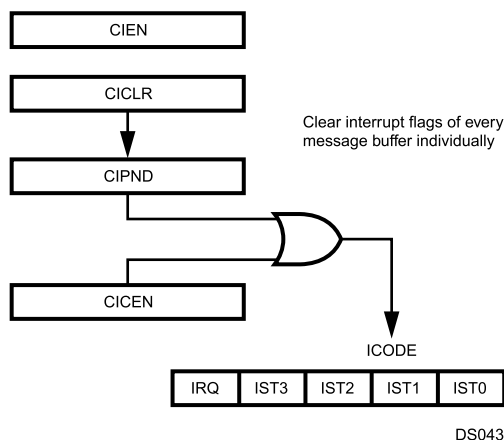 CIEN
CICLR
Clear interrupt flags of every
message buffer individually
CIPND
CICEN
ICODE
IRQ IST3 IST2 IST1 IST0
DS043